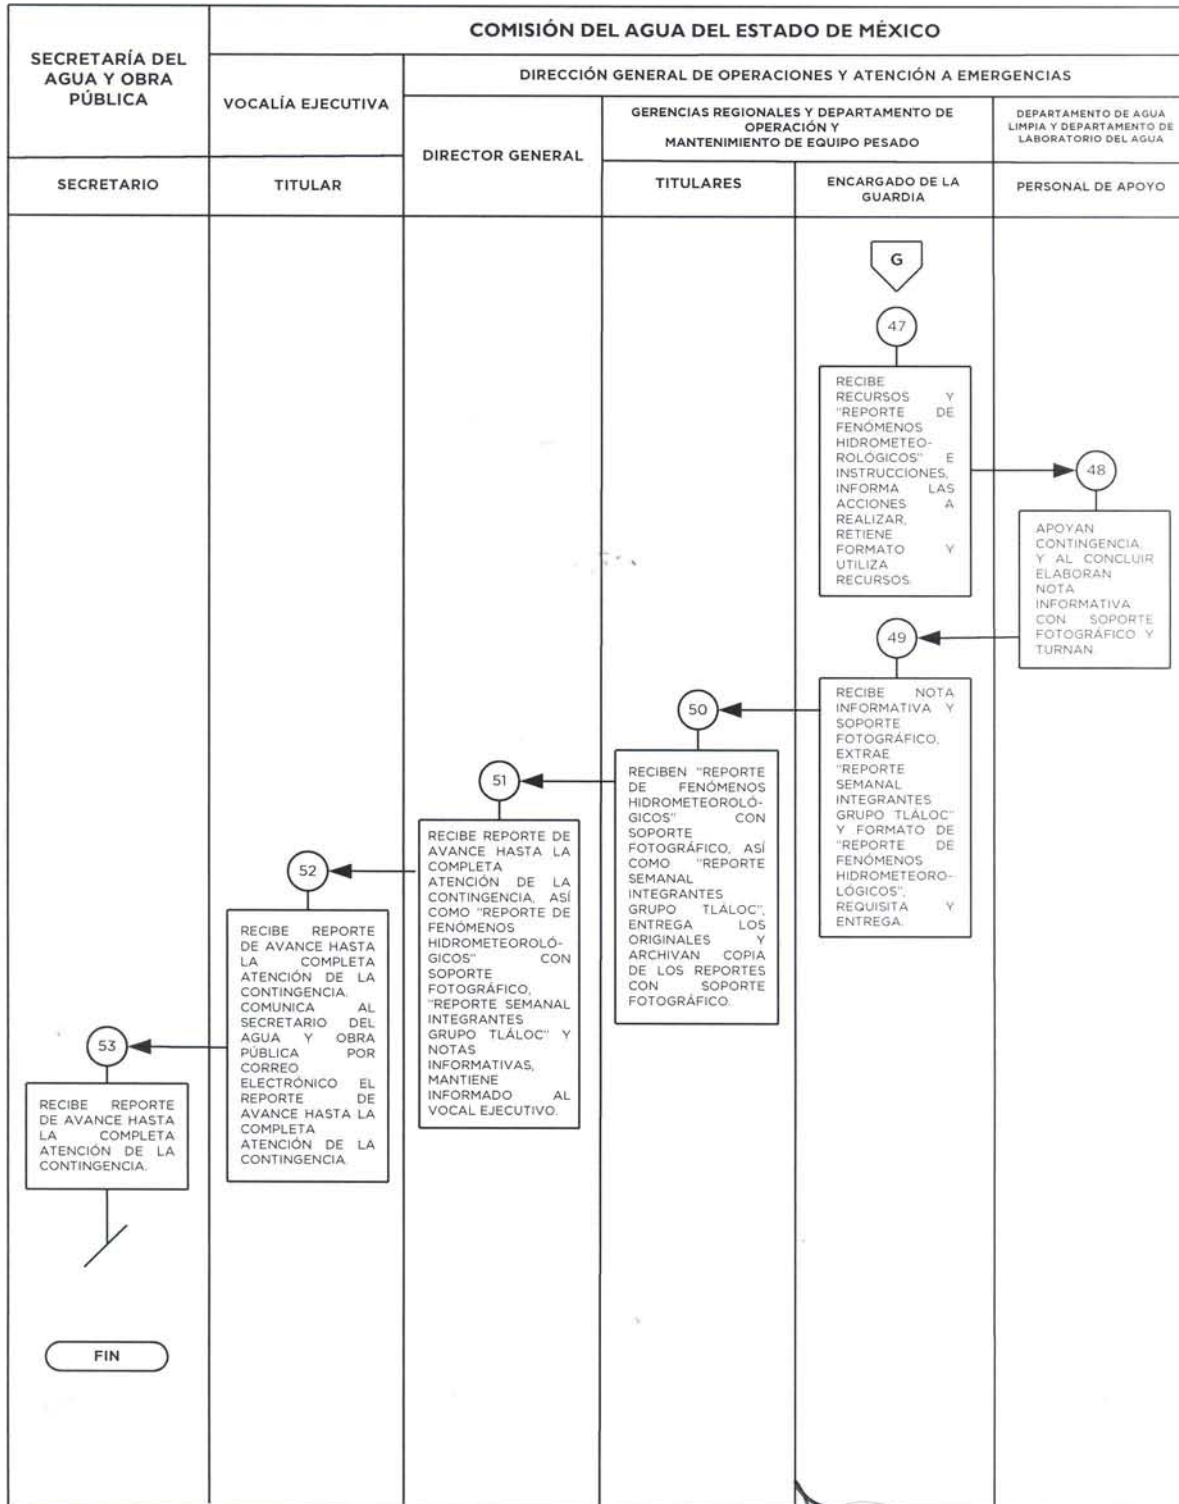 COMISIÓN DEL AGUA DEL ESTADO DE MÉXICO
SECRETARÍA DEL
AGUA Y OBRA
PÚBLICA
VOCALÍA EJECUTIVA
DIRECCIÓN GENERAL DE OPERACIONES Y ATENCIÓN A EMERGENCIAS
DIRECTOR GENERAL
GERENCIAS REGIONALES Y DEPARTAMENTO DE
OPERACIÓN Y
MANTENIMIENTO DE EQUIPO PESADO
DEPARTAMENTO DE AGUA
LIMPIA Y DEPARTAMENTO DE
LABORATORIO DEL AGUA
SECRETARIO
TITULAR
TITULARES
ENCARGADO DE LA
GUARDIA
PERSONAL DE APOYO
G
47
RECIBE
RECURSOS Y
"REPORTE DE
FENÓMENOS
HIDROMETEO-
ROLÓGICOS" E
INSTRUCCIONES,
INFORMA LAS
ACCIONES A
REALIZAR,
RETIENE
FORMATO Y
UTILIZA
RECURSOS.
48
APOYAN
CONTINGENCIA,
Y AL CONCLUIR
ELABORAN
NOTA
INFORMATIVA
CON SOPORTE
FOTOGRÁFICO Y
TURNAN.
49
RECIBE NOTA
INFORMATIVA Y
SOPORTE
FOTOGRÁFICO,
EXTRAE
"REPORTE
SEMANAL
INTEGRANTES
GRUPO TLÁLOC"
Y FORMATO DE
"REPORTE DE
FENÓMENOS
HIDROMETEORO-
LÓGICOS",
REQUISITA Y
ENTREGA.
50
RECIBEN "REPORTE
DE FENÓMENOS
HIDROMETEOROLÓ-
GICOS" CON
SOPORTE
FOTOGRÁFICO, ASÍ
COMO "REPORTE
SEMANAL
INTEGRANTES
GRUPO TLÁLOC",
ENTREGA LOS
ORIGINALES Y
ARCHIVAN COPIA
DE LOS REPORTES
CON SOPORTE
FOTOGRÁFICO.
51
RECIBE REPORTE DE
AVANCE HASTA LA
COMPLETA
ATENCIÓN DE LA
CONTINGENCIA, ASÍ
COMO "REPORTE DE
FENÓMENOS
HIDROMETEOROLÓ-
GICOS" CON
SOPORTE
FOTOGRÁFICO,
"REPORTE SEMANAL
INTEGRANTES
GRUPO TLÁLOC" Y
NOTAS
INFORMATIVAS,
MANTIENE
INFORMADO AL
VOCAL EJECUTIVO.
52
RECIBE REPORTE
DE AVANCE HASTA
LA COMPLETA
ATENCIÓN DE LA
CONTINGENCIA.
COMUNICA AL
SECRETARIO DEL
AGUA Y OBRA
PÚBLICA POR
CORREO
ELECTRÓNICO EL
REPORTE DE
AVANCE HASTA LA
COMPLETA
ATENCIÓN DE LA
CONTINGENCIA.
53
RECIBE REPORTE
DE AVANCE HASTA
LA COMPLETA
ATENCIÓN DE LA
CONTINGENCIA.
FIN